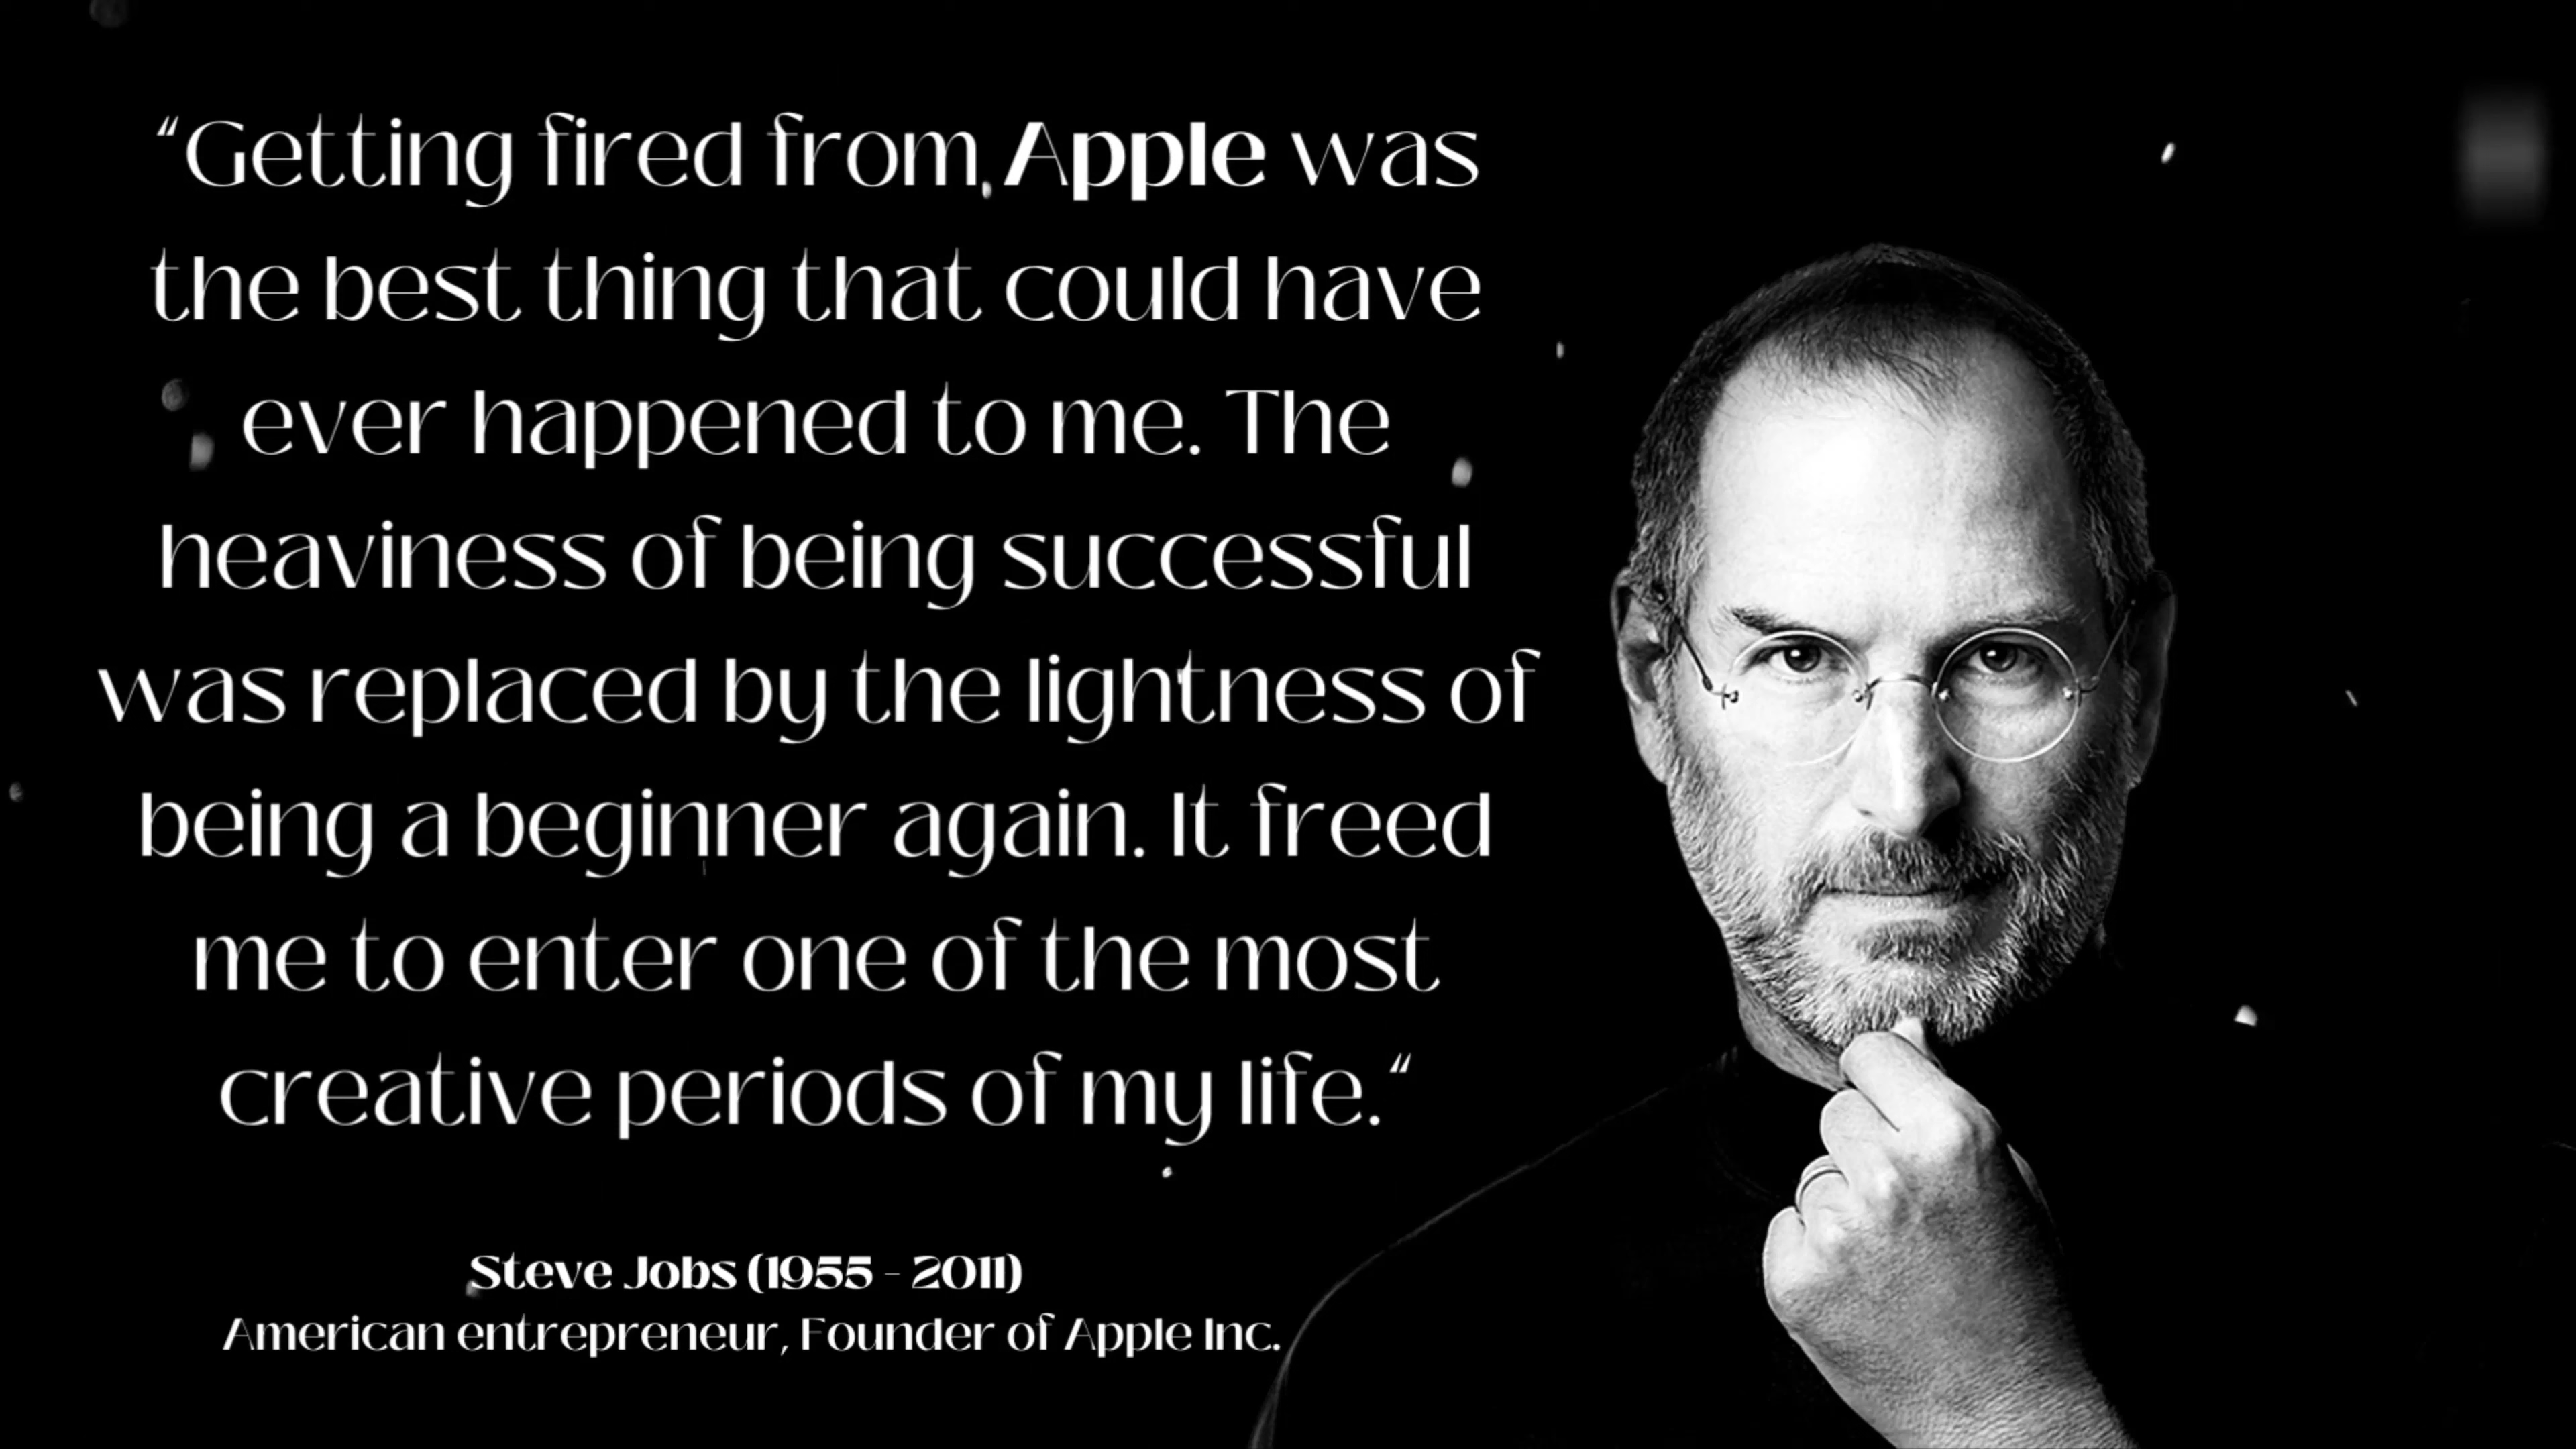 “Getting fired from Apple was
the best thing that could have
ever happened to me. The
heaviness of being successful
was replaced by the lightness of
being a beginner again. It freed
me to enter one of the most
creative periods of my life.“
Steve Jobs (1955 - 2011)
American entrepreneur, Founder of Apple Inc.